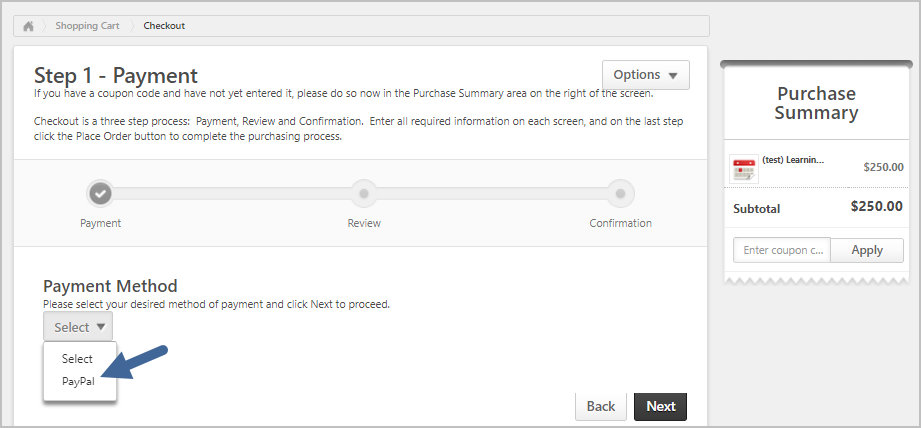 Shopping Cart Checkout
Step 1 - Payment
Options
If you have a coupon code and have not yet entered it, please do so now in the Purchase Summary area on the right of the screen.
Checkout is a three step process: Payment, Review and Confirmation. Enter all required information on each screen, and on the last step
click the Place Order button to complete the purchasing process.
Payment Review Confirmation
Payment Method
Please select your desired method of payment and click Next to proceed.
Select
Select
PayPal
Back Next
Purchase
Summary
(test) Learnin... $250.00
Subtotal $250.00
Enter coupon c... Apply